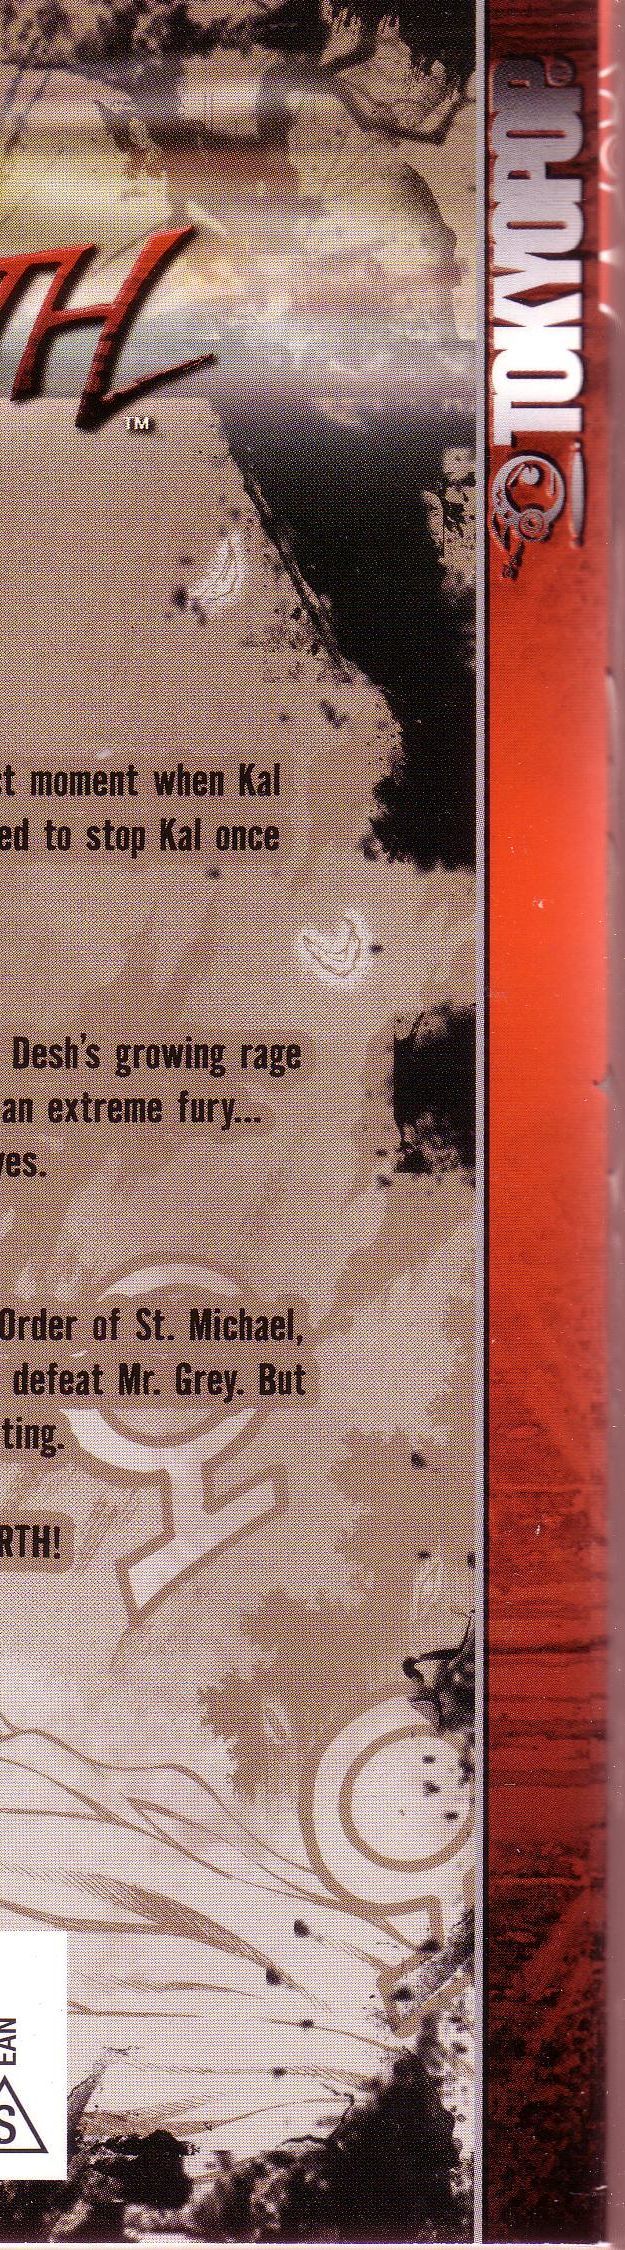 TH
TM
ct moment when Kal
ed to stop Kal once
Desh's growing rage
an extreme fury...
ves.
Order of St. Michael,
defeat Mr. Grey. But
ting.
RTH!
EAN
S
TOKYOPOP®